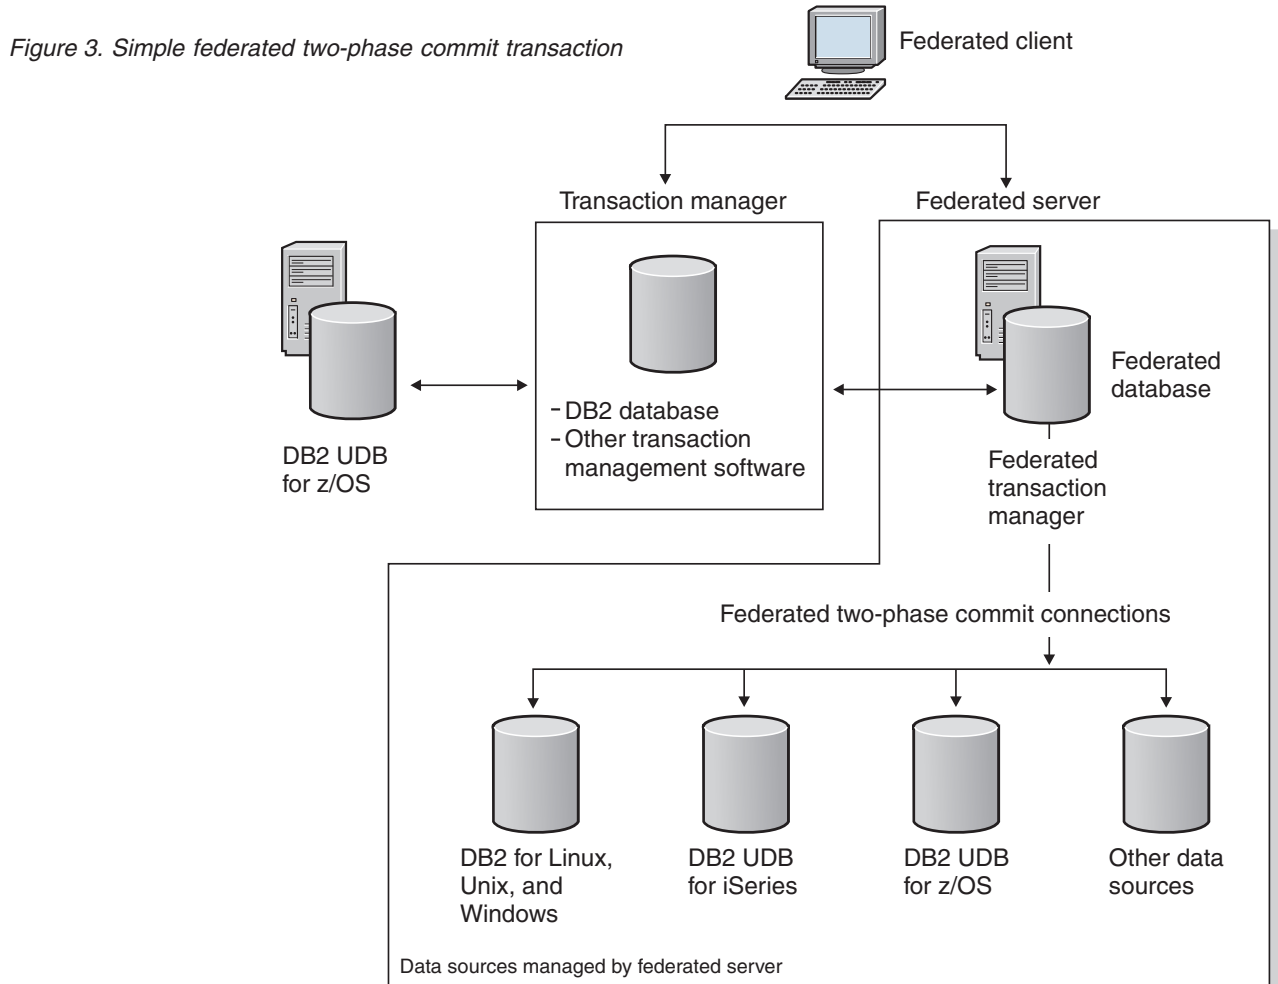 Figure 3. Simple federated two-phase commit transaction
Federated client
Transaction manager
Federated server
DB2 UDB
for z/OS
-DB2 database
-Other transaction
management software
Federated
database
Federated
transaction
manager
Federated two-phase commit connections
DB2 for Linux,
Unix, and
Windows
DB2 UDB
for iSeries
DB2 UDB
for z/OS
Other data
sources
Data sources managed by federated server